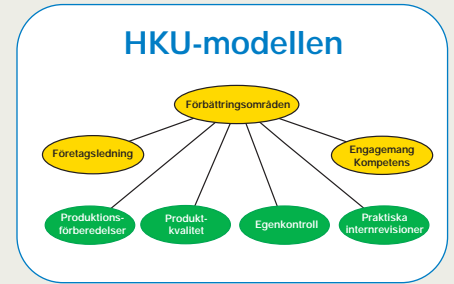 HKU-modellen
Förbättringsområden
Företagsledning
Engagemang
Kompetens
Produktions-
förberedelser
Produkt-
kvalitet
Egenkontroll
Praktiska
internrevisioner